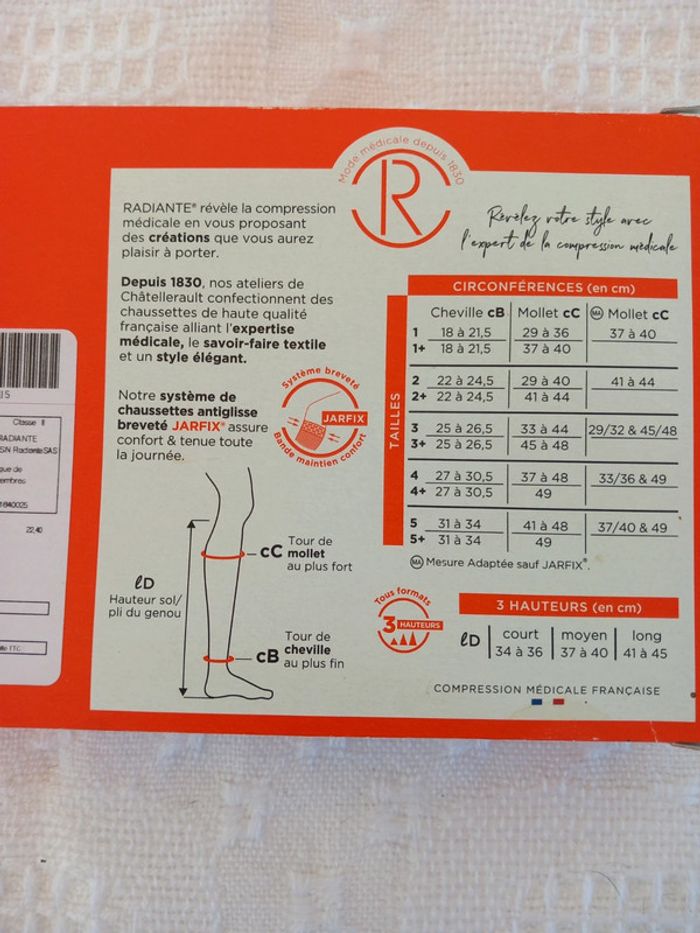 Mode médicale depuis 1830
R
RADIANTE® révèle la compression
médicale en vous proposant
des créations que vous aurez
plaisir à porter.
Révélez votre style avec
l'expert de la compression médicale
Depuis 1830, nos ateliers de
Châtellerault confectionnent des
chaussettes de haute qualité
française alliant l'expertise
médicale, le savoir-faire textile
et un style élégant.
Notre système de
chaussettes antiglisse
breveté JARFIX® assure
confort & tenue toute
la journée.
Système breveté
JARFIX
Bande maintien confort
CIRCONFÉRENCES (en cm)
Cheville cB Mollet cC MA Mollet cC
TAILLES
1 18 à 21,5 29 à 36 37 à 40
1+ 18 à 21,5 37 à 40
2 22 à 24,5 29 à 40 41 à 44
2+ 22 à 24,5 41 à 44
3 25 à 26,5 33 à 44 29/32 & 45/48
3+ 25 à 26,5 45 à 48
4 27 à 30,5 37 à 48 33/36 & 49
4+ 27 à 30,5 49
5 31 à 34 41 à 48 37/40 & 49
5+ 31 à 34 49
MA Mesure Adaptée sauf JARFIX®.
cC Tour de
mollet
au plus fort
lD
Hauteur sol/
pli du genou
cB Tour de
cheville
au plus fin
Tous formats
3 HAUTEURS
3 HAUTEURS (en cm)
lD court moyen long
34 à 36 37 à 40 41 à 45
COMPRESSION MÉDICALE FRANÇAISE
Classe II
RADIANTE
SN Radiante SAS
que de
embres
22,40
TTC